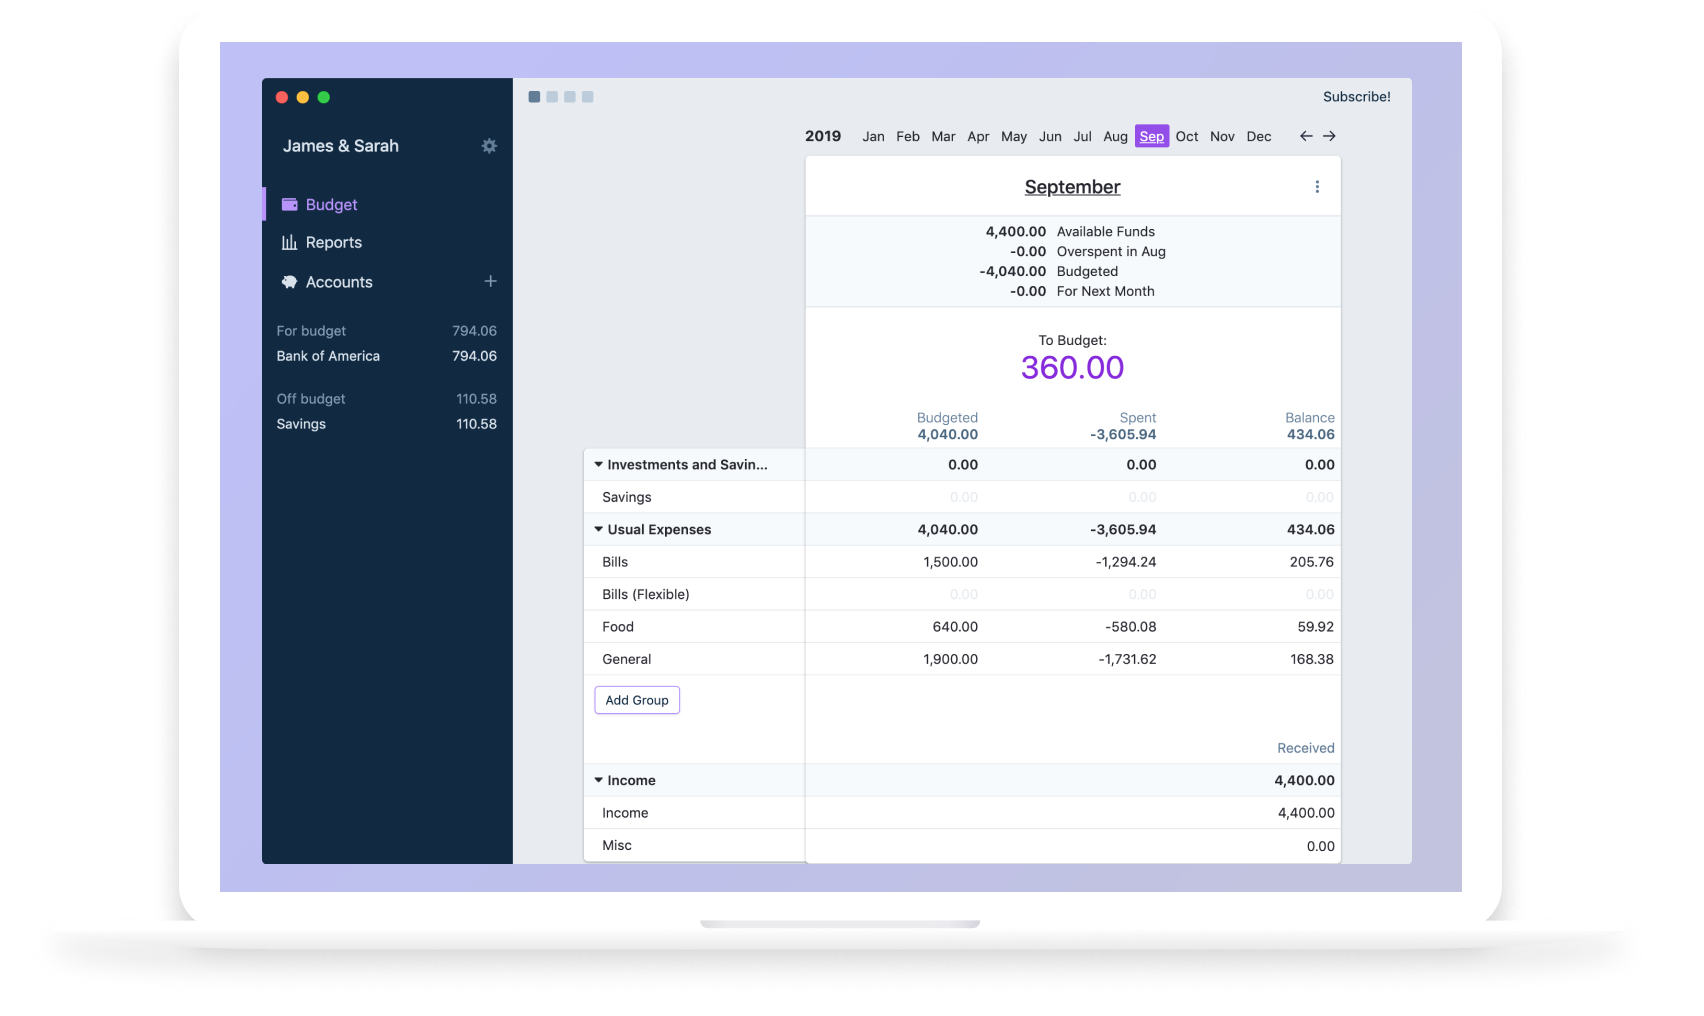 James & Sarah
Budget
Reports
Accounts
For budget 794.06
Bank of America 794.06
Off budget 110.58
Savings 110.58
Subscribe!
2019 Jan Feb Mar Apr May Jun Jul Aug Sep Oct Nov Dec
September
4,400.00 Available Funds
-0.00 Overspent in Aug
-4,040.00 Budgeted
-0.00 For Next Month
To Budget:
360.00
Budgeted Spent Balance
4,040.00 -3,605.94 434.06
Investments and Savin... 0.00 0.00 0.00
Savings 0.00 0.00 0.00
Usual Expenses 4,040.00 -3,605.94 434.06
Bills 1,500.00 -1,294.24 205.76
Bills (Flexible) 0.00 0.00 0.00
Food 640.00 -580.08 59.92
General 1,900.00 -1,731.62 168.38
Add Group
Received
Income 4,400.00
Income 4,400.00
Misc 0.00